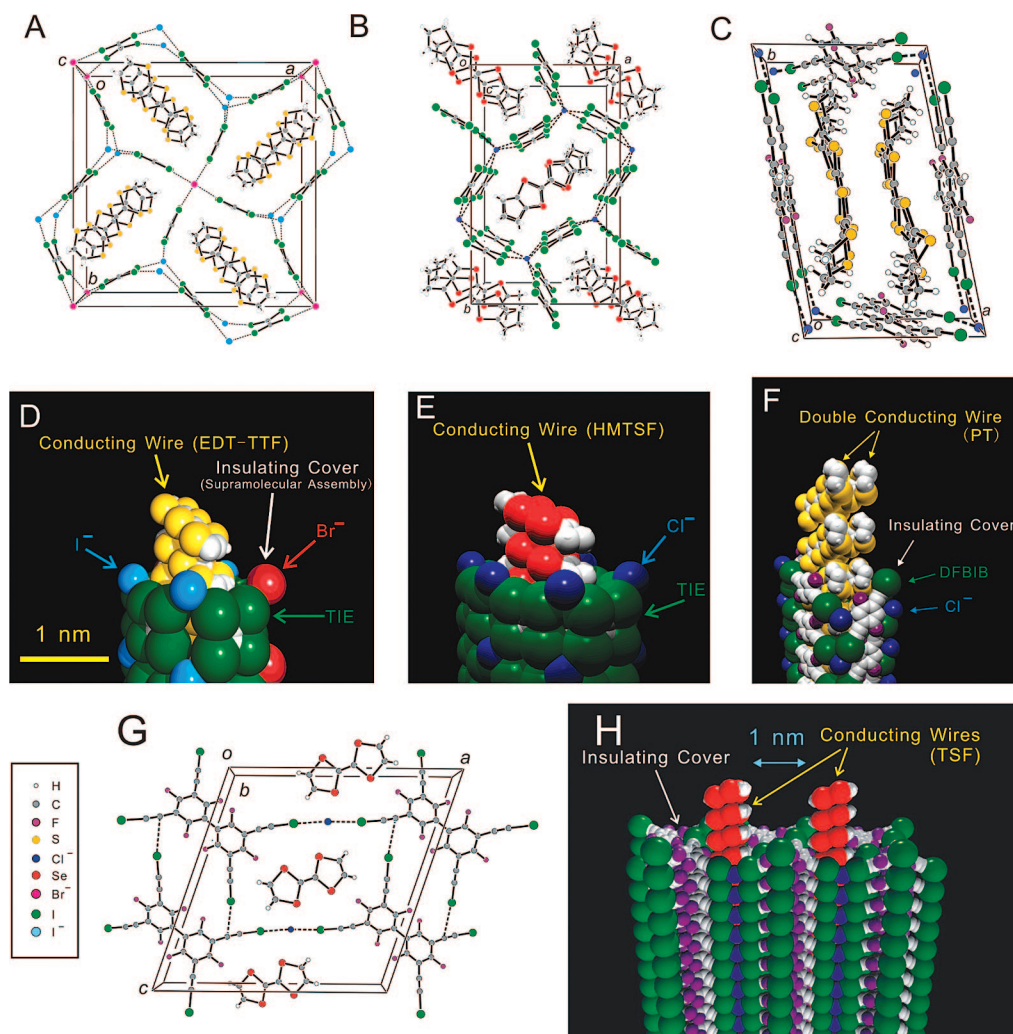 A
c
o
a
b
B
o
c
a
b
C
b
c
o
a
D
Conducting Wire (EDT-TTF)
Insulating Cover
(Supramolecular Assembly)
I⁻
Br⁻
TIE
1 nm
E
Conducting Wire (HMTSF)
Cl⁻
TIE
F
Double Conducting Wire
(PT)
Insulating Cover
DFBIB
Cl⁻
H
C
F
S
Cl⁻
Se
Br⁻
I
I⁻
G
o
b
a
c
H
1 nm
Insulating Cover
Conducting Wires
(TSF)